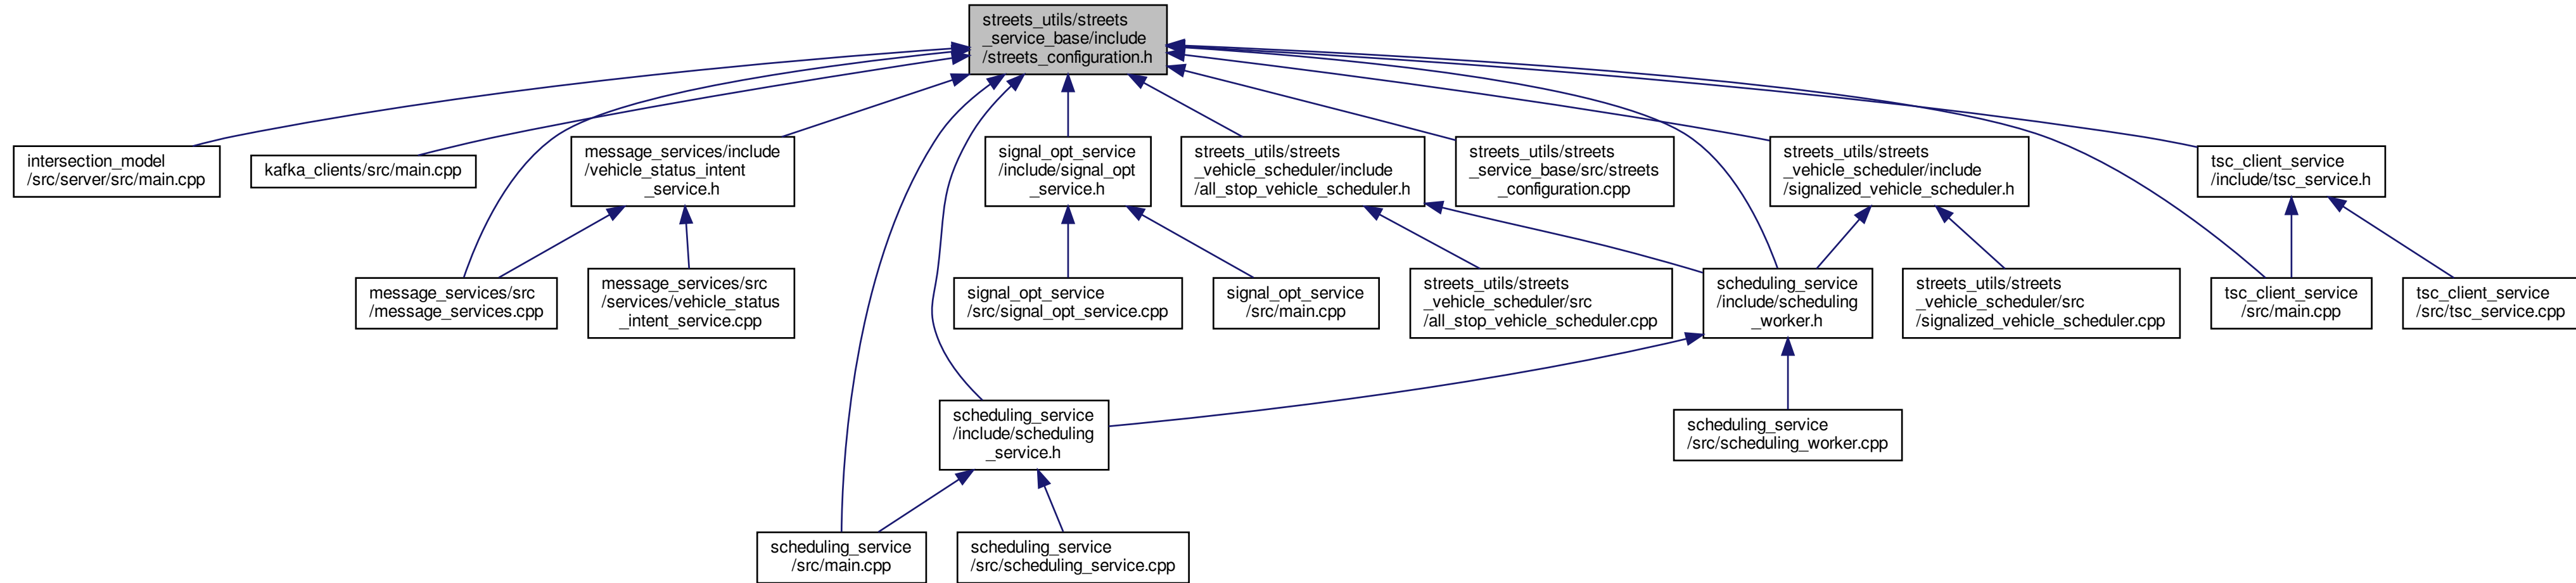 streets_utils/streets
_service_base/include
/streets_configuration.h
intersection_model
/src/server/src/main.cpp
kafka_clients/src/main.cpp
message_services/include
/vehicle_status_intent
_service.h
signal_opt_service
/include/signal_opt
_service.h
streets_utils/streets
_vehicle_scheduler/include
/all_stop_vehicle_scheduler.h
streets_utils/streets
_service_base/src/streets
_configuration.cpp
streets_utils/streets
_vehicle_scheduler/include
/signalized_vehicle_scheduler.h
tsc_client_service
/include/tsc_service.h
message_services/src
/message_services.cpp
message_services/src
/services/vehicle_status
_intent_service.cpp
signal_opt_service
/src/signal_opt_service.cpp
signal_opt_service
/src/main.cpp
streets_utils/streets
_vehicle_scheduler/src
/all_stop_vehicle_scheduler.cpp
scheduling_service
/include/scheduling
_worker.h
streets_utils/streets
_vehicle_scheduler/src
/signalized_vehicle_scheduler.cpp
tsc_client_service
/src/main.cpp
tsc_client_service
/src/tsc_service.cpp
scheduling_service
/include/scheduling
_service.h
scheduling_service
/src/scheduling_worker.cpp
scheduling_service
/src/main.cpp
scheduling_service
/src/scheduling_service.cpp